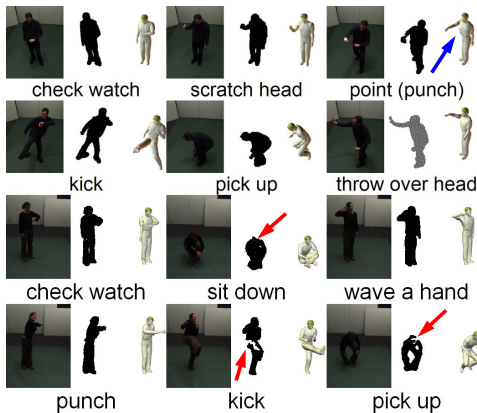 check watch
scratch head
point (punch)
kick
pick up
throw over head
check watch
sit down
wave a hand
punch
kick
pick up